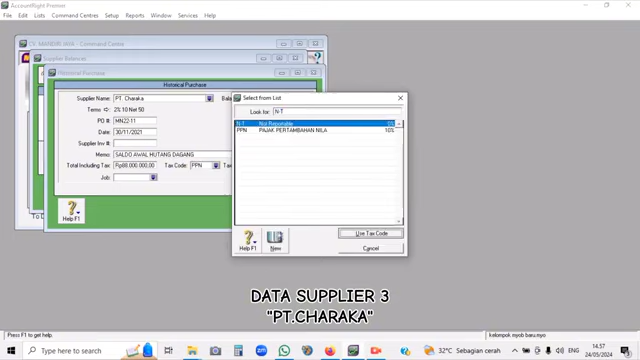 AccountRight Premier
File Edit Lists Command Centres Setup Reports Window Services Help
CV. MANDIRI JAYA - Command Centre
Supplier Balances
Historical Purchase
Historical Purchase
Supplier Name: PT. Charaka
Terms 2% 10 Net 50
PO #: MN22-11
Date: 30/11/2021
Supplier Inv #:
Memo: SALDO AWAL HUTANG DAGANG
Total Including Tax: Rp88.000.000,00 Tax Code: PPN
Job:
Help F1
To Do
Select from List
Look for: N-T
N-T Not Reportable 0%
PPN PAJAK PERTAMBAHAN NILA 10%
Use Tax Code
Help F1 New Cancel
DATA SUPPLIER 3
"PT.CHARAKA"
Press F1 to get help.
kelompok myob baru.myo
Type here to search
32°C Sebagian cerah
14.57
24/05/2024